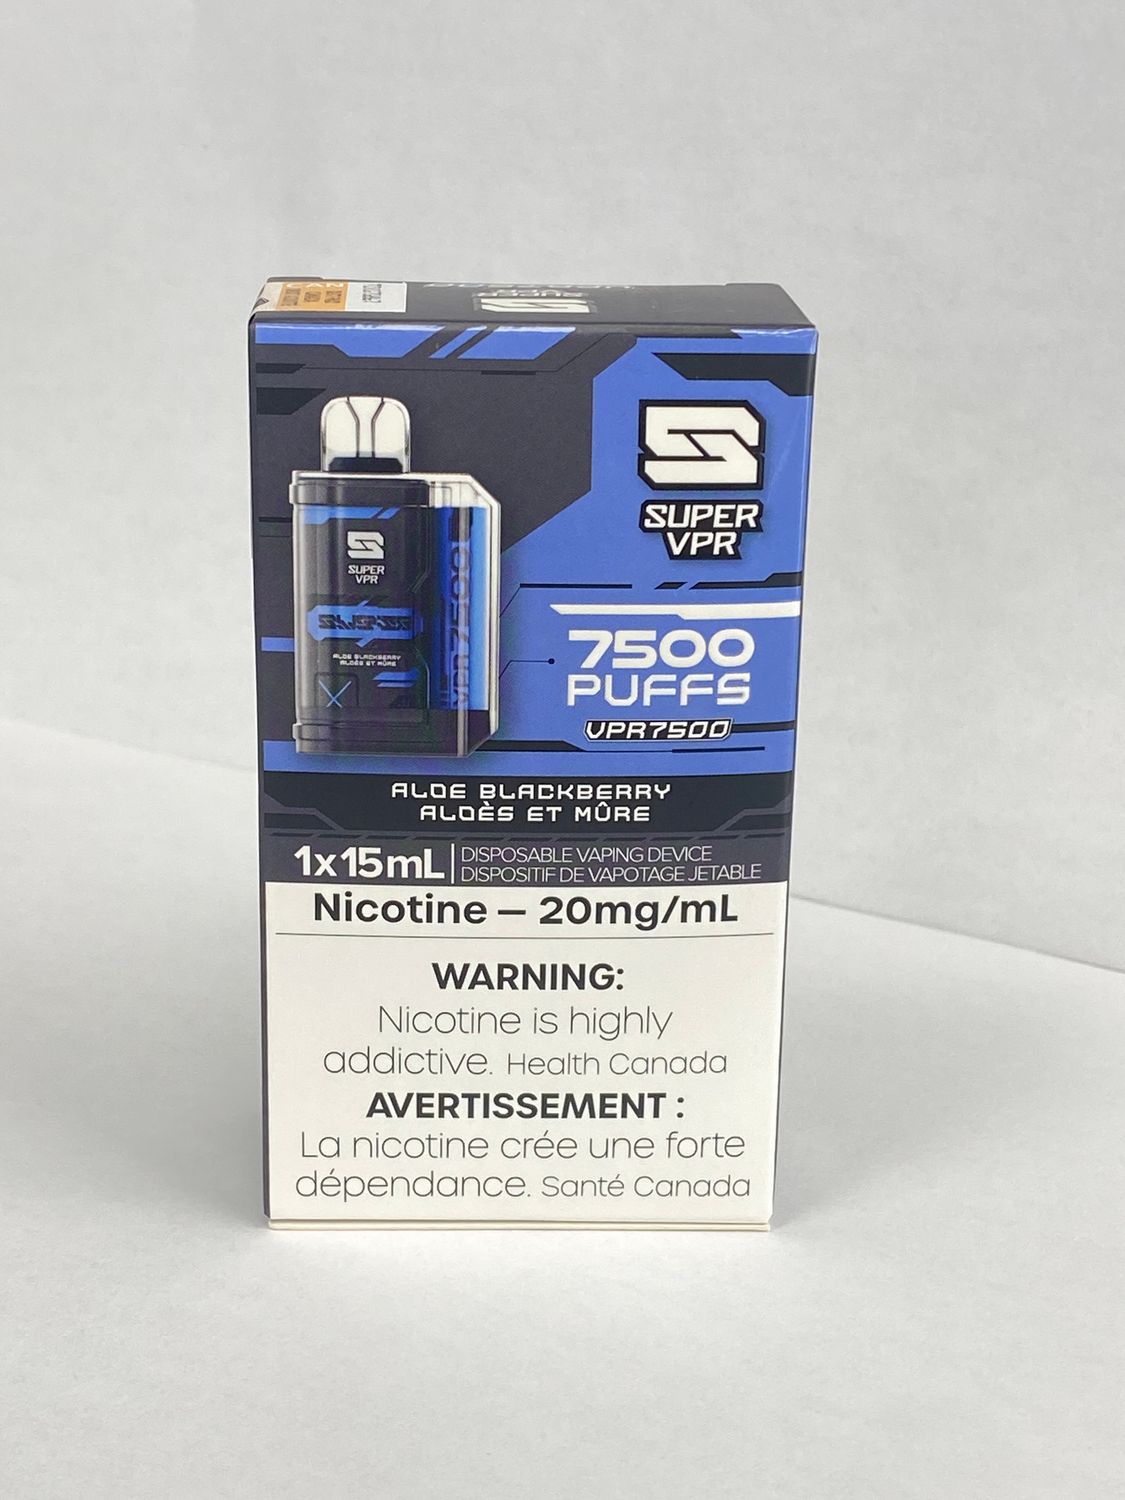 CAN
SUPER
VPR
SUPER
VPR
VPR7500
ALOE BLACKBERRY
ALOÈS ET MÛRE
7500
PUFFS
VPR7500
ALOE BLACKBERRY
ALOÈS ET MÛRE
1x15mL
DISPOSABLE VAPING DEVICE
DISPOSITIF DE VAPOTAGE JETABLE
Nicotine — 20mg/mL
WARNING:
Nicotine is highly
addictive. Health Canada
AVERTISSEMENT :
La nicotine crée une forte
dépendance. Santé Canada